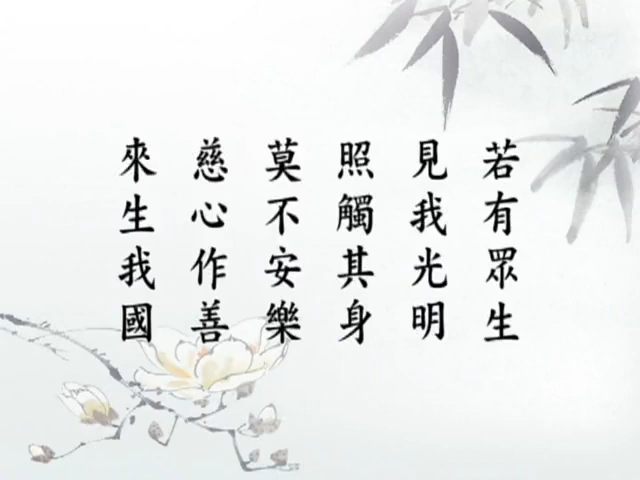 若有眾生
見我光明
照觸其身
莫不安樂
慈心作善
來生我國